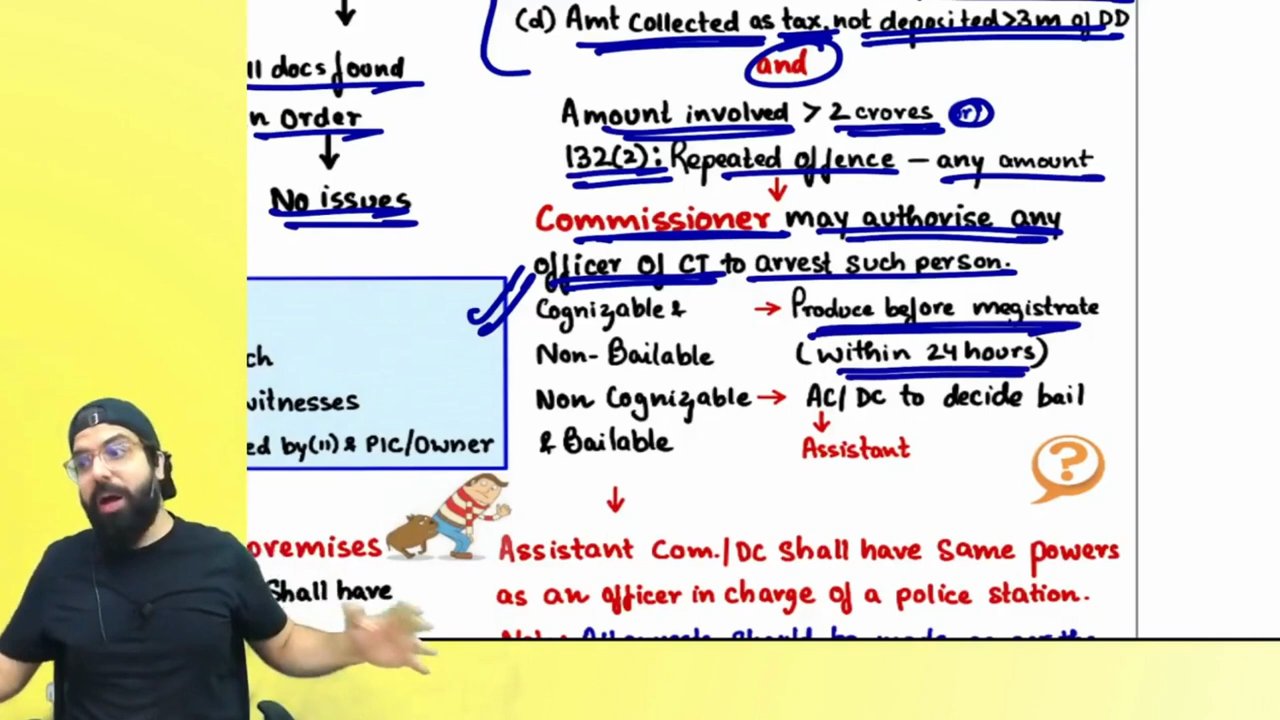 ll docs found
n Order
No issues
ch
witnesses
ed by(11) & PIC/Owner
premises
Shall have
(d) Amt collected as tax, not deposited >3m of DD
and
Amount involved > 2 crores or
132(2): Repeated offence – any amount
Commissioner may authorise any
officer of CT to arrest such person.
Cognizable & → Produce before megistrate
Non-Bailable (within 24 hours)
Non Cognizable → AC/DC to decide bail
& Bailable Assistant
?
Assistant Com./DC Shall have Same powers
as an officer in charge of a police station.